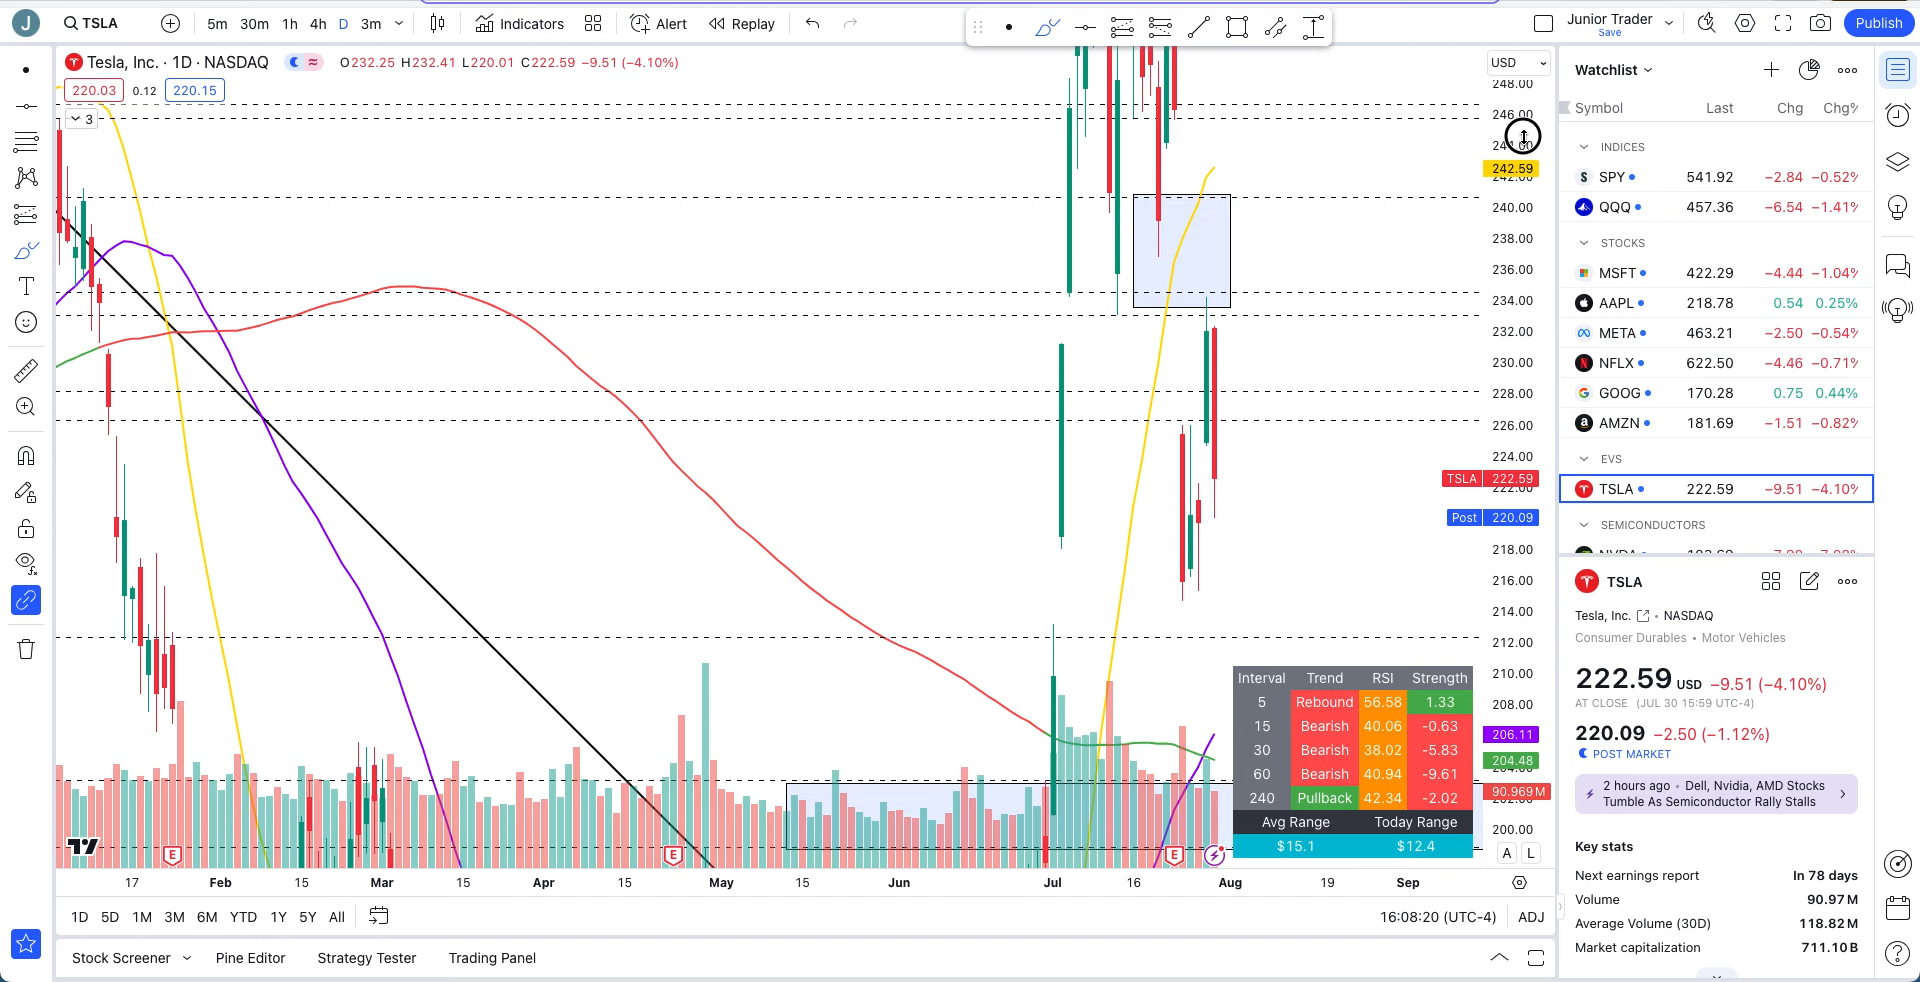 J
TSLA
5m 30m 1h 4h D 3m
Indicators
Alert
Replay
Junior Trader
Save
Publish
Tesla, Inc. · 1D · NASDAQ
O232.25 H232.41 L220.01 C222.59 −9.51 (−4.10%)
220.03 0.12 220.15
3
USD
248.00
246.00
242.59
240.00
238.00
236.00
234.00
232.00
230.00
228.00
226.00
224.00
TSLA 222.59
222.00
Post 220.09
218.00
216.00
214.00
212.00
210.00
208.00
206.11
204.48
90.969M
200.00
A L
Interval Trend RSI Strength
5 Rebound 56.58 1.33
15 Bearish 40.06 -0.63
30 Bearish 38.02 -5.83
60 Bearish 40.94 -9.61
240 Pullback 42.34 -2.02
Avg Range Today Range
$15.1 $12.4
E E E
17 Feb 15 Mar 15 Apr 15 May 15 Jun Jul 16 Aug 19 Sep
1D 5D 1M 3M 6M YTD 1Y 5Y All
16:08:20 (UTC-4) ADJ
Stock Screener Pine Editor Strategy Tester Trading Panel
Watchlist
Symbol Last Chg Chg%
INDICES
SPY 541.92 −2.84 −0.52%
QQQ 457.36 −6.54 −1.41%
STOCKS
MSFT 422.29 −4.44 −1.04%
AAPL 218.78 0.54 0.25%
META 463.21 −2.50 −0.54%
NFLX 622.50 −4.46 −0.71%
GOOG 170.28 0.75 0.44%
AMZN 181.69 −1.51 −0.82%
EVS
TSLA 222.59 −9.51 −4.10%
SEMICONDUCTORS
TSLA
Tesla, Inc. • NASDAQ
Consumer Durables • Motor Vehicles
222.59 USD −9.51 (−4.10%)
AT CLOSE (JUL 30 15:59 UTC-4)
220.09 −2.50 (−1.12%)
POST MARKET
2 hours ago • Dell, Nvidia, AMD Stocks
Tumble As Semiconductor Rally Stalls
Key stats
Next earnings report In 78 days
Volume 90.97M
Average Volume (30D) 118.82M
Market capitalization 711.10B